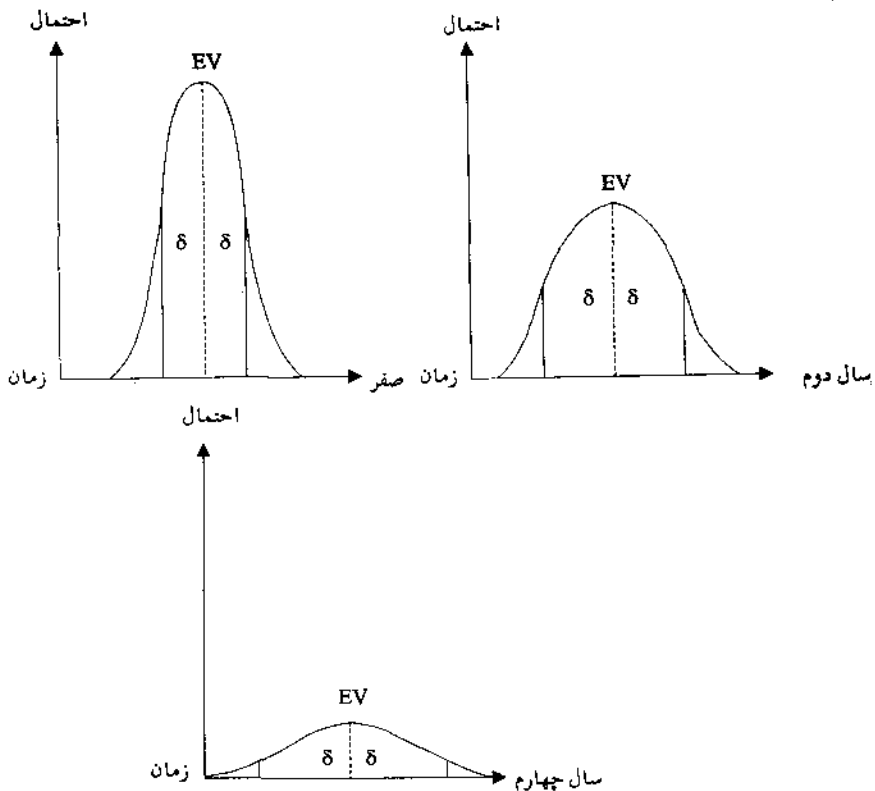 احتمال
EV
δ δ
زمان
صفر
احتمال
EV
δ δ
زمان
سال دوم
احتمال
EV
δ δ
زمان
سال چهارم